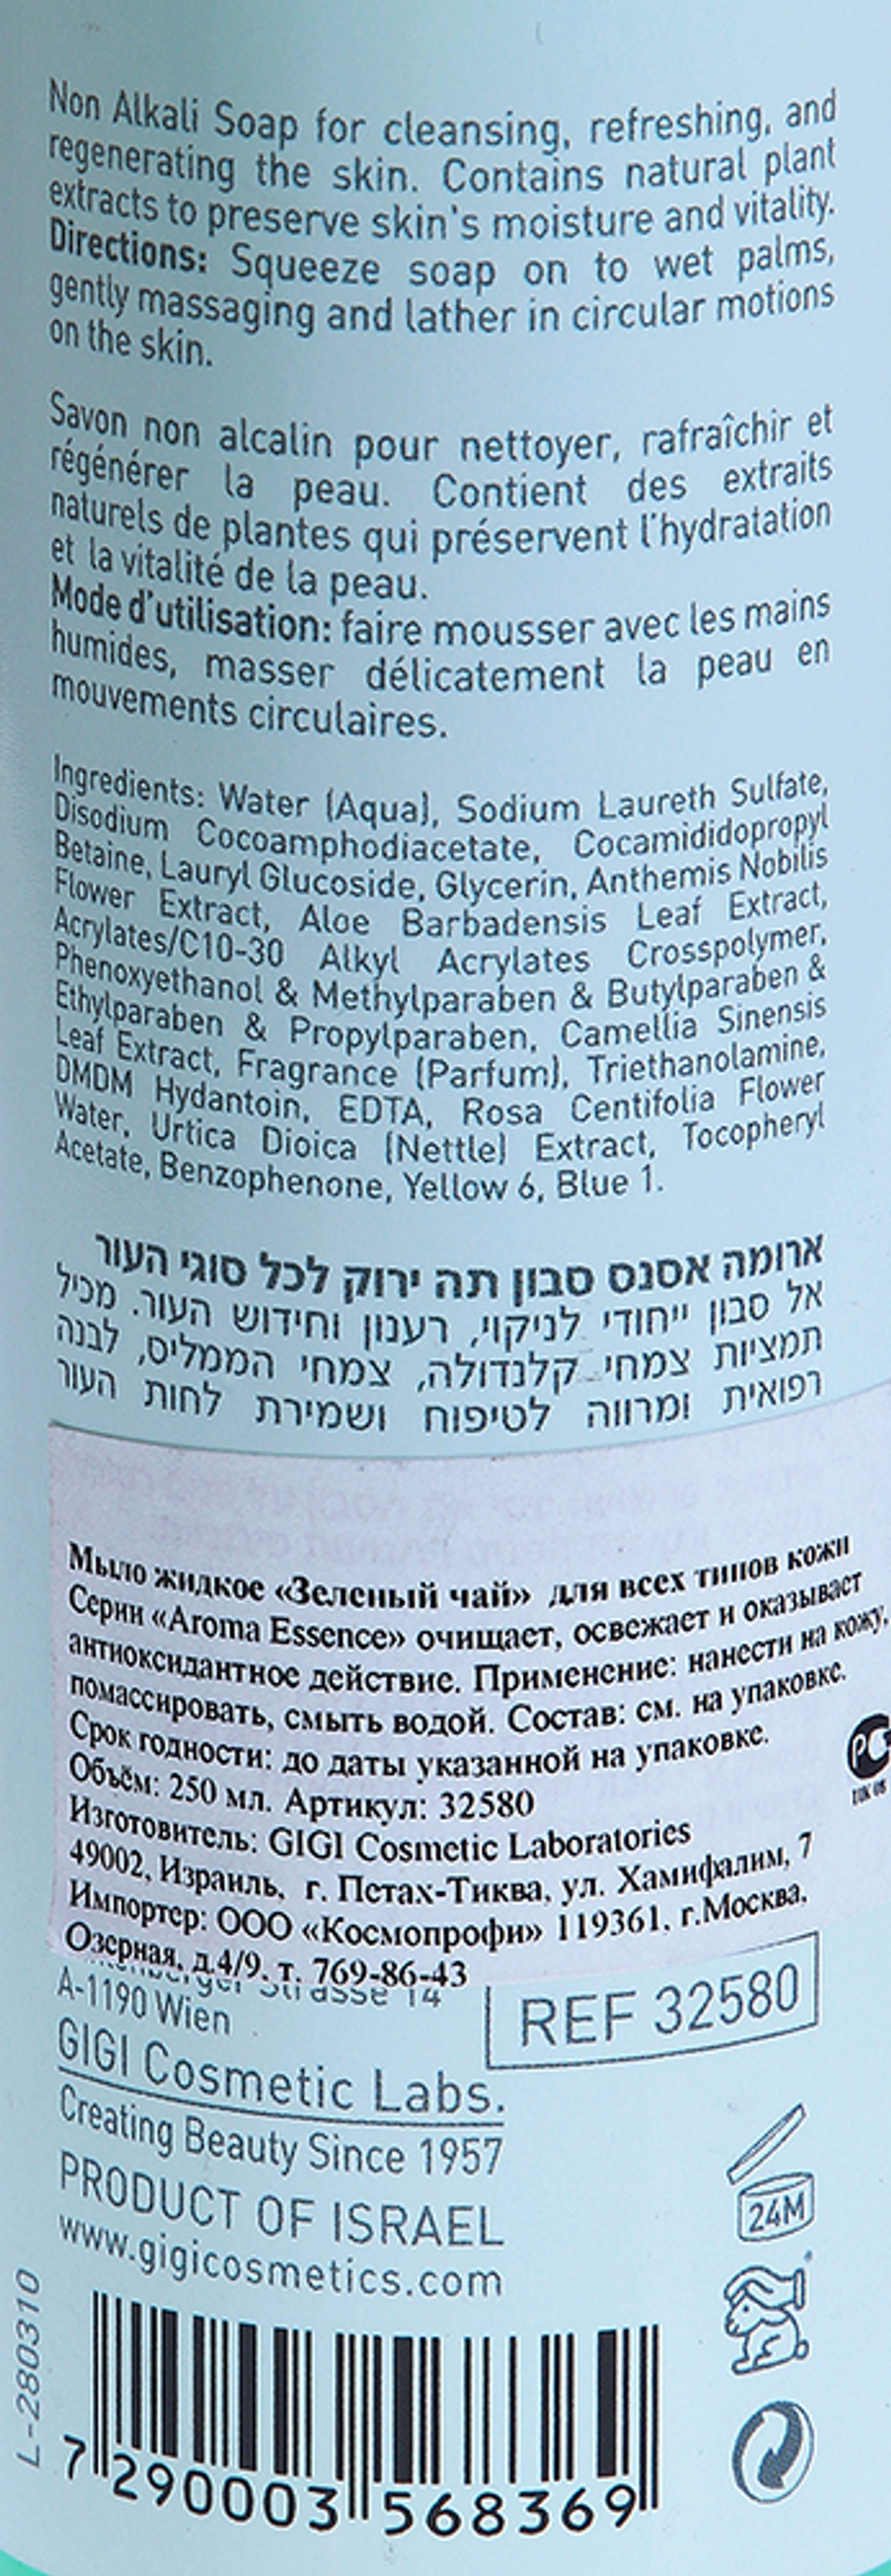 Non Alkali Soap for cleansing, refreshing, and
regenerating the skin. Contains natural plant
extracts to preserve skin's moisture and vitality.
Directions: Squeeze soap on to wet palms,
gently massaging and lather in circular motions
on the skin.
Savon non alcalin pour nettoyer, rafraîchir et
régénérer la peau. Contient des extraits
naturels de plantes qui préservent l'hydratation
et la vitalité de la peau.
Mode d'utilisation: faire mousser avec les mains
humides, masser délicatement la peau en
mouvements circulaires.
Ingredients: Water (Aqua), Sodium Laureth Sulfate,
Disodium Cocoamphodiacetate, Cocamididopropyl
Betaine, Lauryl Glucoside, Glycerin, Anthemis Nobilis
Flower Extract, Aloe Barbadensis Leaf Extract,
Acrylates/C10-30 Alkyl Acrylates Crosspolymer,
Phenoxyethanol & Methylparaben & Butylparaben &
Ethylparaben & Propylparaben, Camellia Sinensis
Leaf Extract, Fragrance (Parfum), Triethanolamine,
DMDM Hydantoin, EDTA, Rosa Centifolia Flower
Water, Urtica Dioica (Nettle) Extract, Tocopheryl
Acetate, Benzophenone, Yellow 6, Blue 1.
ארומה אסנס סבון תה ירוק לכל סוגי העור
אל סבון ייחודי לניקוי, רענון וחידוש העור. מכיל
תמציות צמחי קלנדולה, צמחי הממליס, לבנה
רפואית ומרווה לטיפוח ושמירת לחות העור
Мыло жидкое «Зеленый чай» для всех типов кожи
Серии «Aroma Essence» очищает, освежает и оказывает
антиоксидантное действие. Применение: нанести на кожу,
помассировать, смыть водой. Состав: см. на упаковке.
Срок годности: до даты указанной на упаковке.
Объём: 250 мл. Артикул: 32580
Изготовитель: GIGI Cosmetic Laboratories
49002, Израиль, г. Петах-Тиква, ул. Хамифалим, 7
Импортер: ООО «Космопрофи» 119361, г.Москва,
Озерная, д.4/9. т. 769-86-43
Strasse 14
A-1190 Wien
REF 32580
GIGI Cosmetic Labs.
Creating Beauty Since 1957
PRODUCT OF ISRAEL
www.gigicosmetics.com
24M
L-280310
7 290003 568369